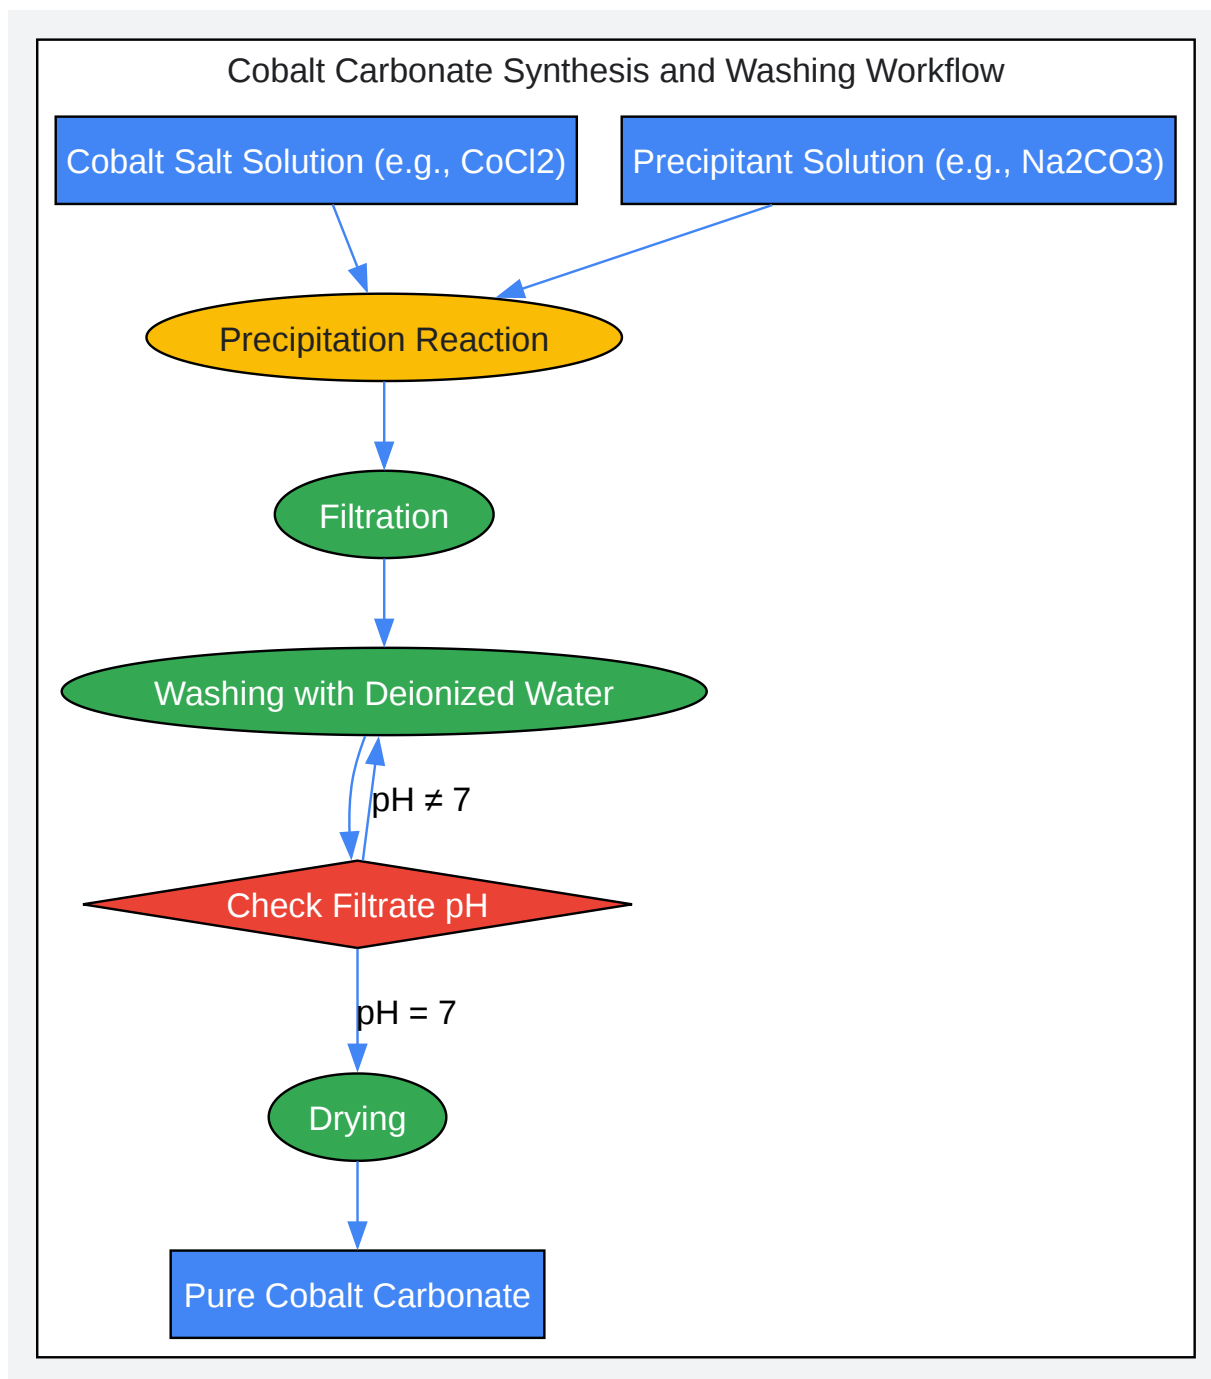 Cobalt Carbonate Synthesis and Washing Workflow
Cobalt Salt Solution (e.g., CoCl2)
Precipitant Solution (e.g., Na2CO3)
Precipitation Reaction
Filtration
Washing with Deionized Water
pH ≠ 7
Check Filtrate pH
pH = 7
Drying
Pure Cobalt Carbonate